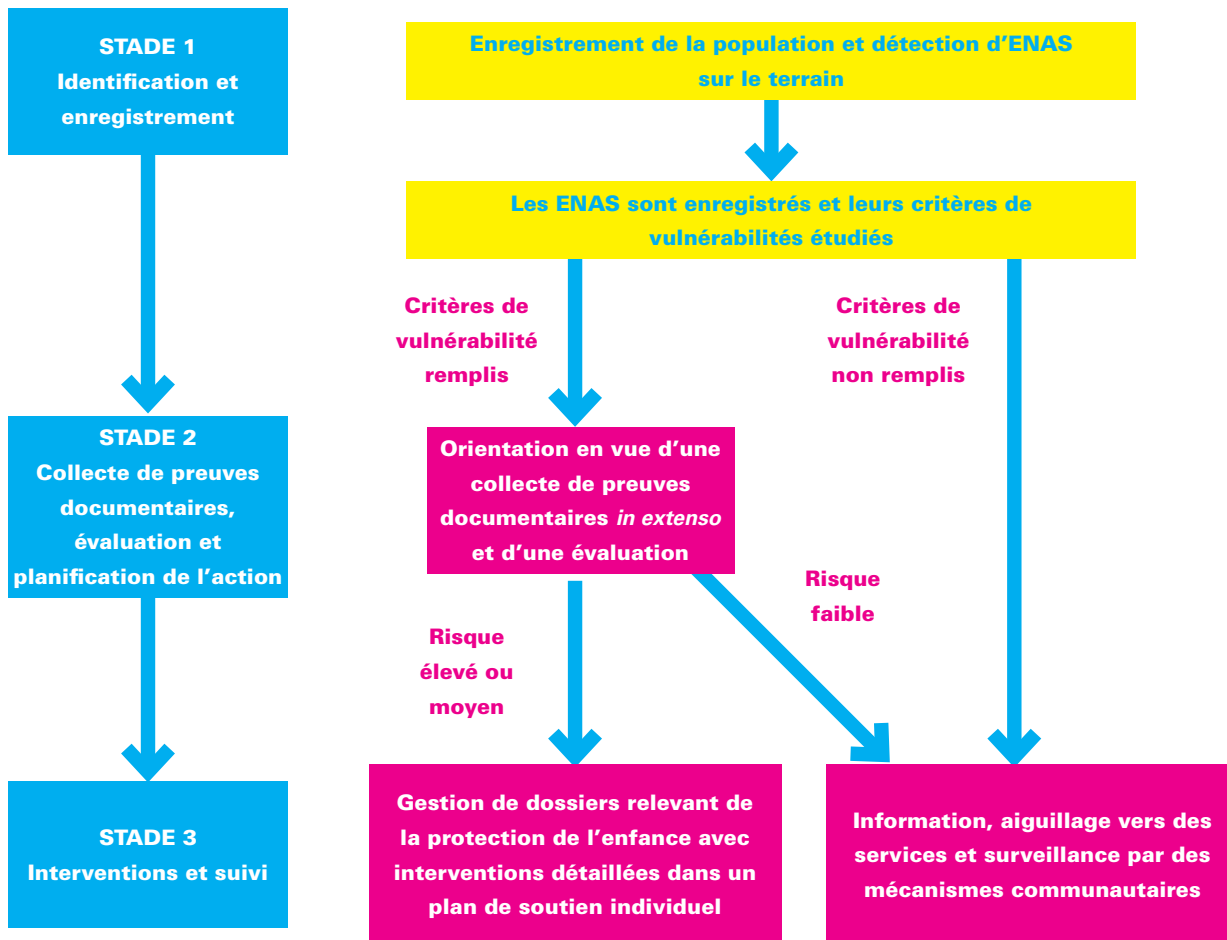 STADE 1
Identification et
enregistrement
Enregistrement de la population et détection d’ENAS
sur le terrain
Les ENAS sont enregistrés et leurs critères de
vulnérabilités étudiés
Critères de
vulnérabilité
remplis
Critères de
vulnérabilité
non remplis
STADE 2
Collecte de preuves
documentaires,
évaluation et
planification de l’action
Orientation en vue d’une
collecte de preuves
documentaires in extenso
et d’une évaluation
Risque
faible
Risque
élevé ou
moyen
STADE 3
Interventions et suivi
Gestion de dossiers relevant de
la protection de l’enfance avec
interventions détaillées dans un
plan de soutien individuel
Information, aiguillage vers des
services et surveillance par des
mécanismes communautaires